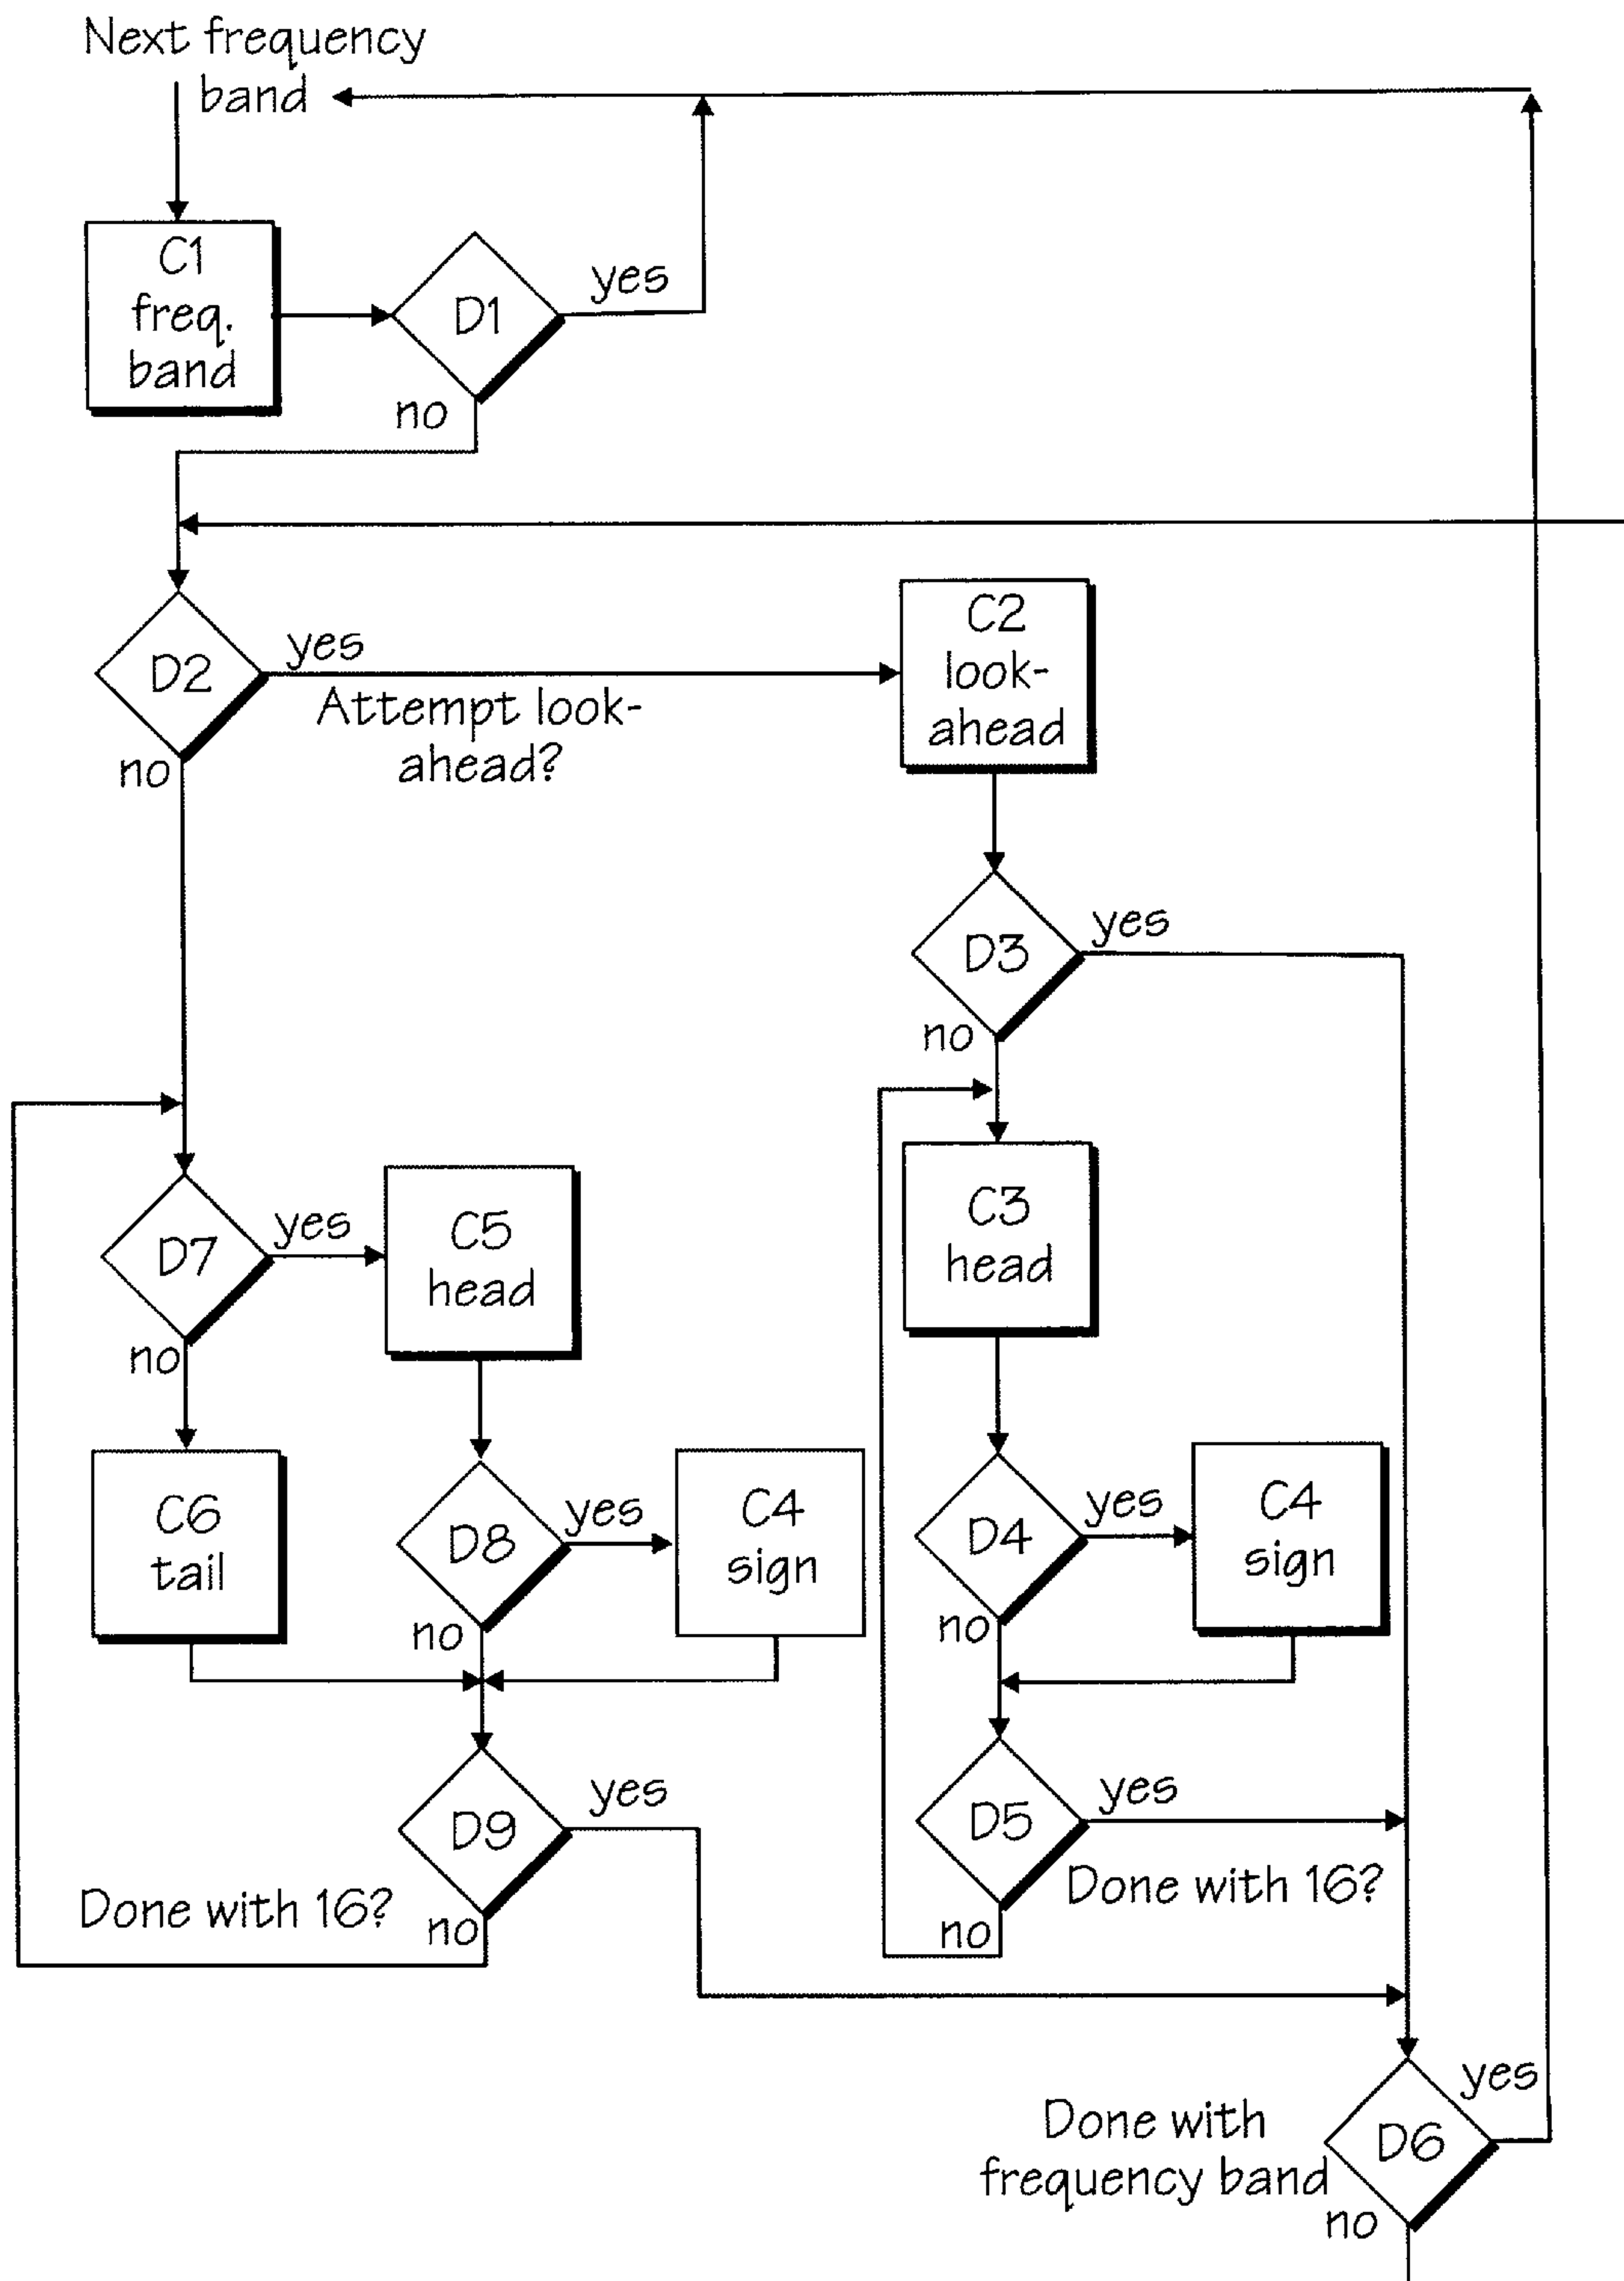 Next frequency
band
C1
freq.
band
D1
yes
no
D2
yes
Attempt look-
ahead?
no
C2
look-
ahead
D3
yes
no
D7
yes
no
C5
head
C3
head
C6
tail
D8
yes
no
C4
sign
D4
yes
no
C4
sign
D9
yes
Done with 16?
no
D5
yes
Done with 16?
no
Done with
frequency band
D6
yes
no